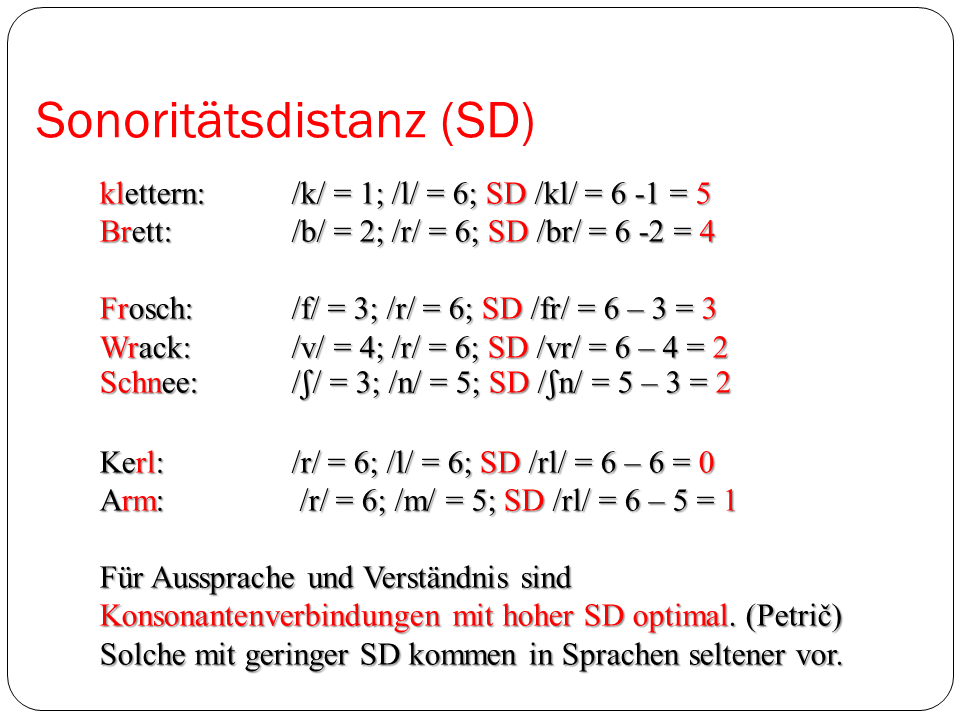 Sonoritätsdistanz (SD)
klettern: /k/ = 1; /l/ = 6; SD /kl/ = 6 -1 = 5
Brett: /b/ = 2; /r/ = 6; SD /br/ = 6 -2 = 4
Frosch: /f/ = 3; /r/ = 6; SD /fr/ = 6 – 3 = 3
Wrack: /v/ = 4; /r/ = 6; SD /vr/ = 6 – 4 = 2
Schnee: /ʃ/ = 3; /n/ = 5; SD /ʃn/ = 5 – 3 = 2
Kerl: /r/ = 6; /l/ = 6; SD /rl/ = 6 – 6 = 0
Arm: /r/ = 6; /m/ = 5; SD /rl/ = 6 – 5 = 1
Für Aussprache und Verständnis sind
Konsonantenverbindungen mit hoher SD optimal. (Petrič)
Solche mit geringer SD kommen in Sprachen seltener vor.